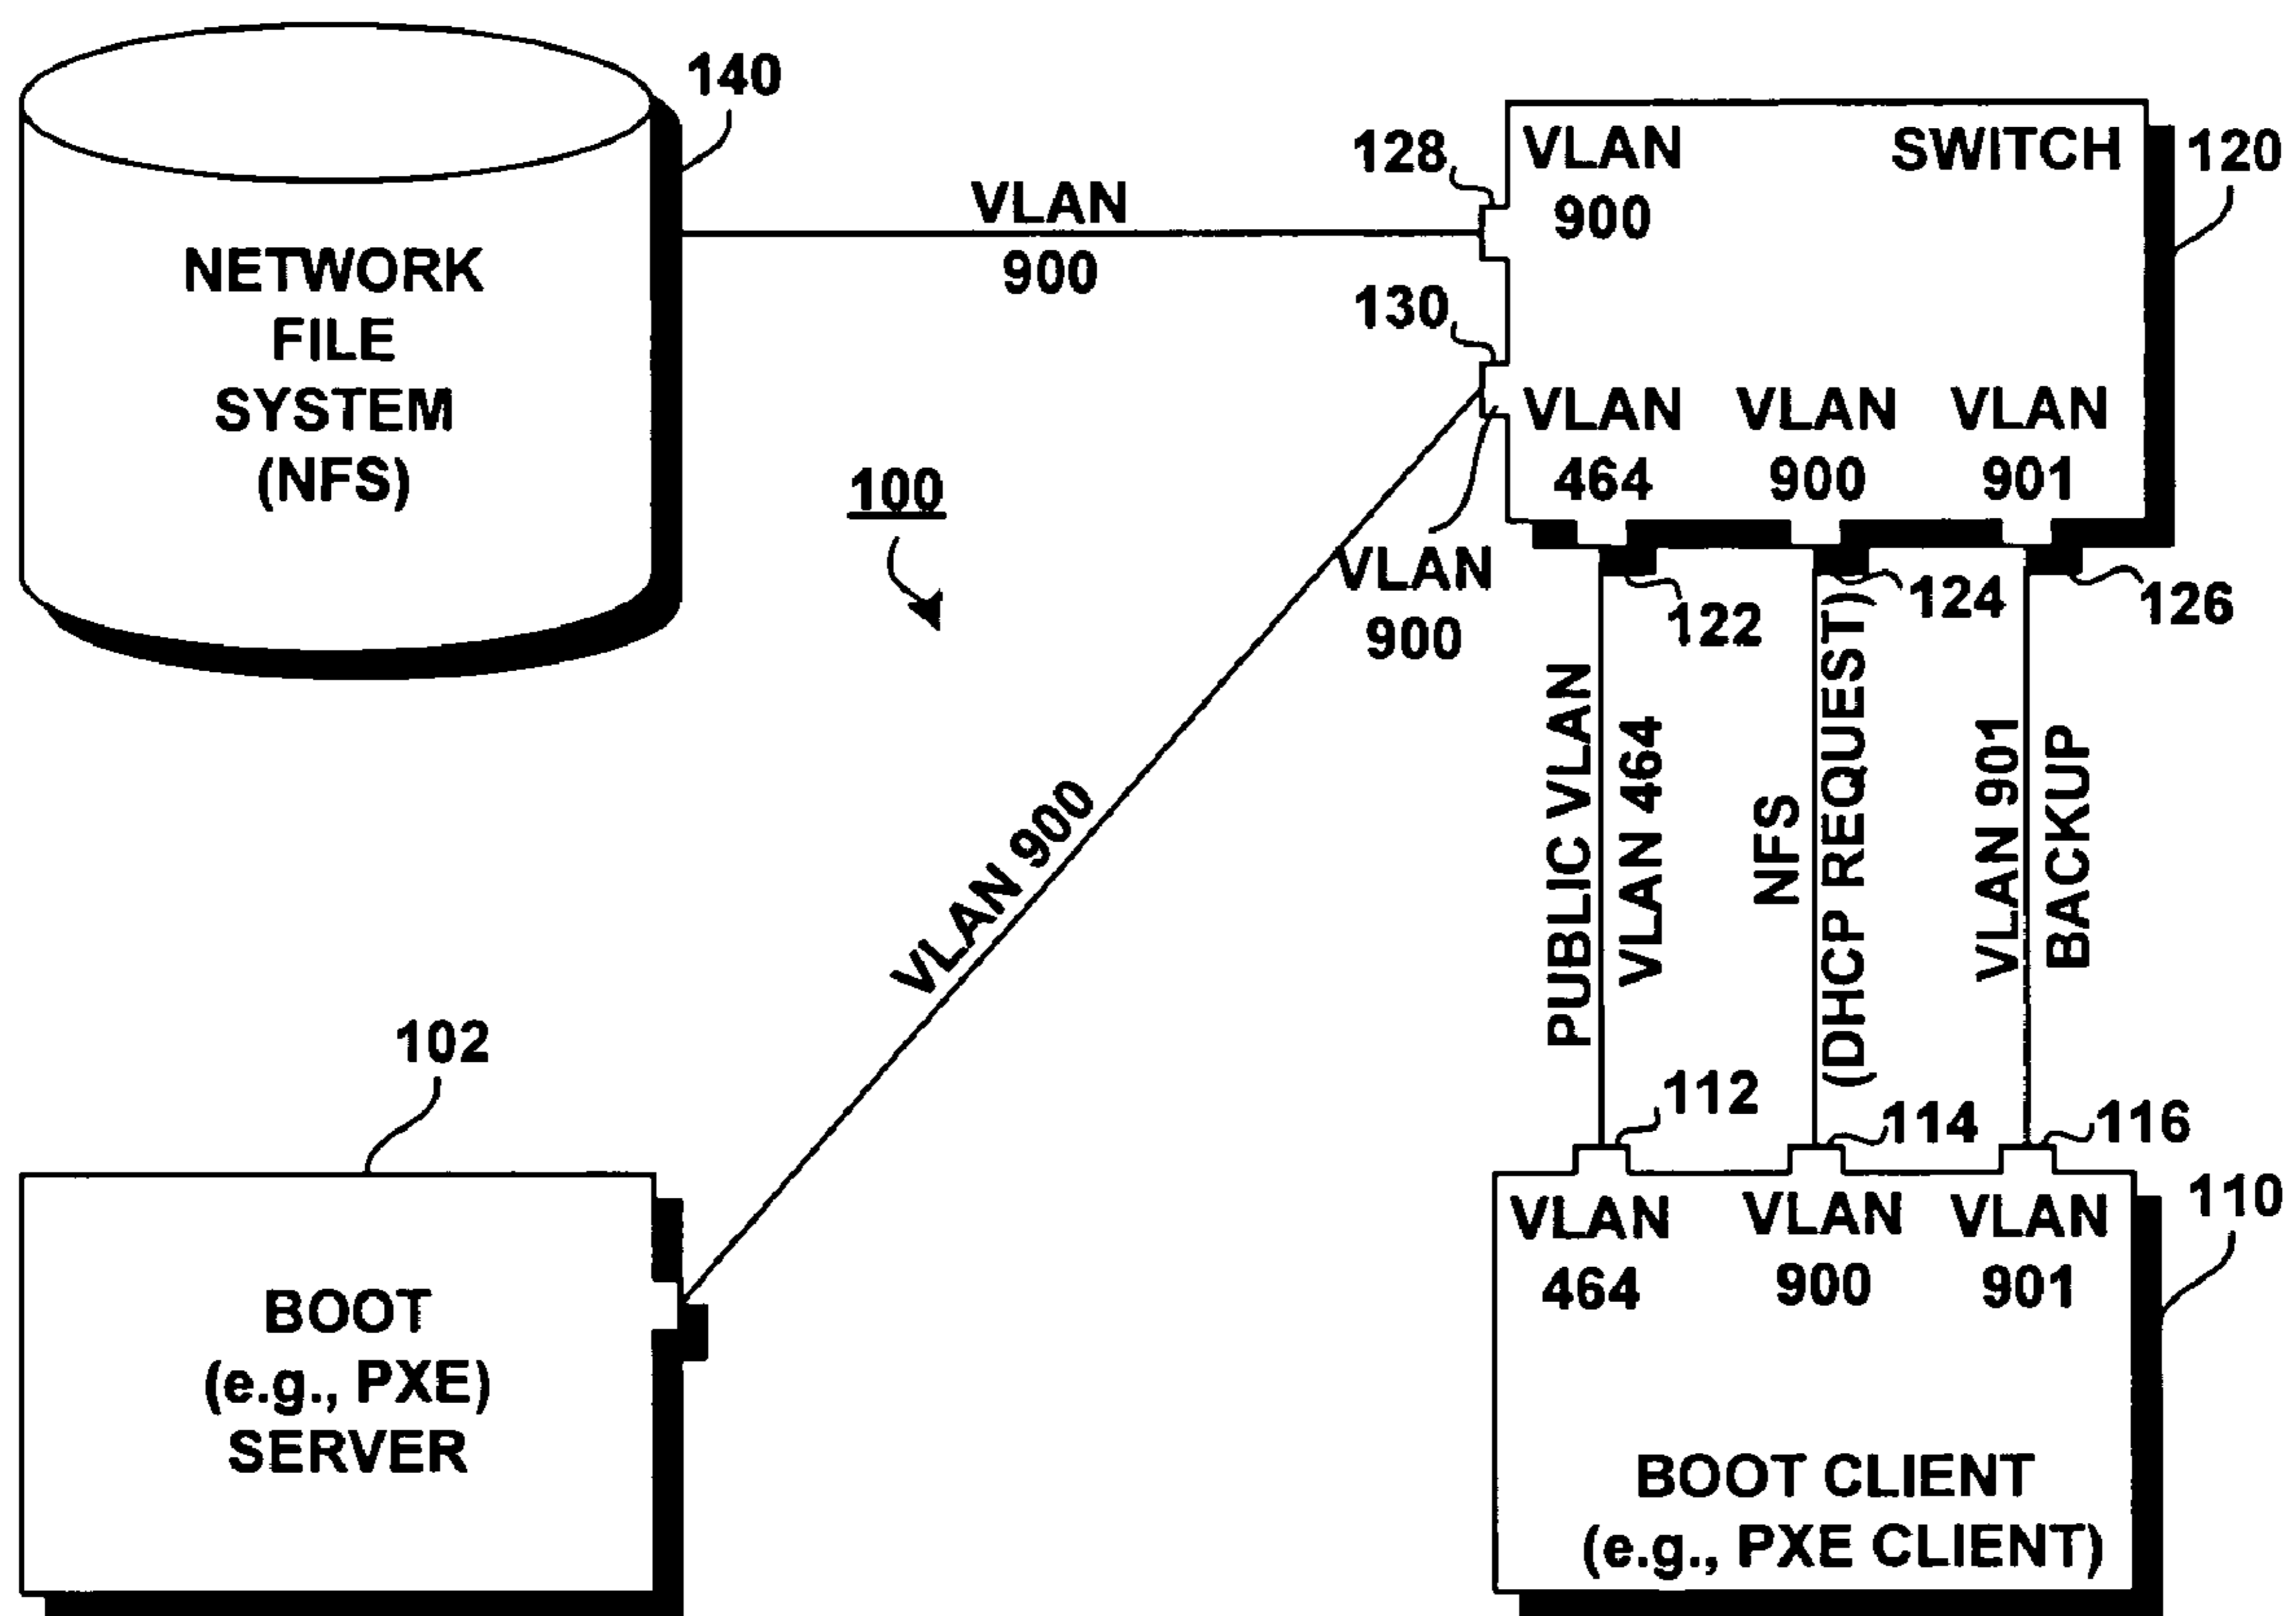 140
NETWORK
FILE
SYSTEM
(NFS)
VLAN
900
128
VLAN
900
SWITCH
120
130
VLAN
464
VLAN
900
VLAN
901
100
VLAN
900
122
124
126
VLAN 900
PUBLIC VLAN
VLAN 464
NFS
(DHCP REQUEST)
VLAN 901
BACKUP
102
BOOT
(e.g., PXE)
SERVER
112
114
116
110
VLAN
464
VLAN
900
VLAN
901
BOOT CLIENT
(e.g., PXE CLIENT)